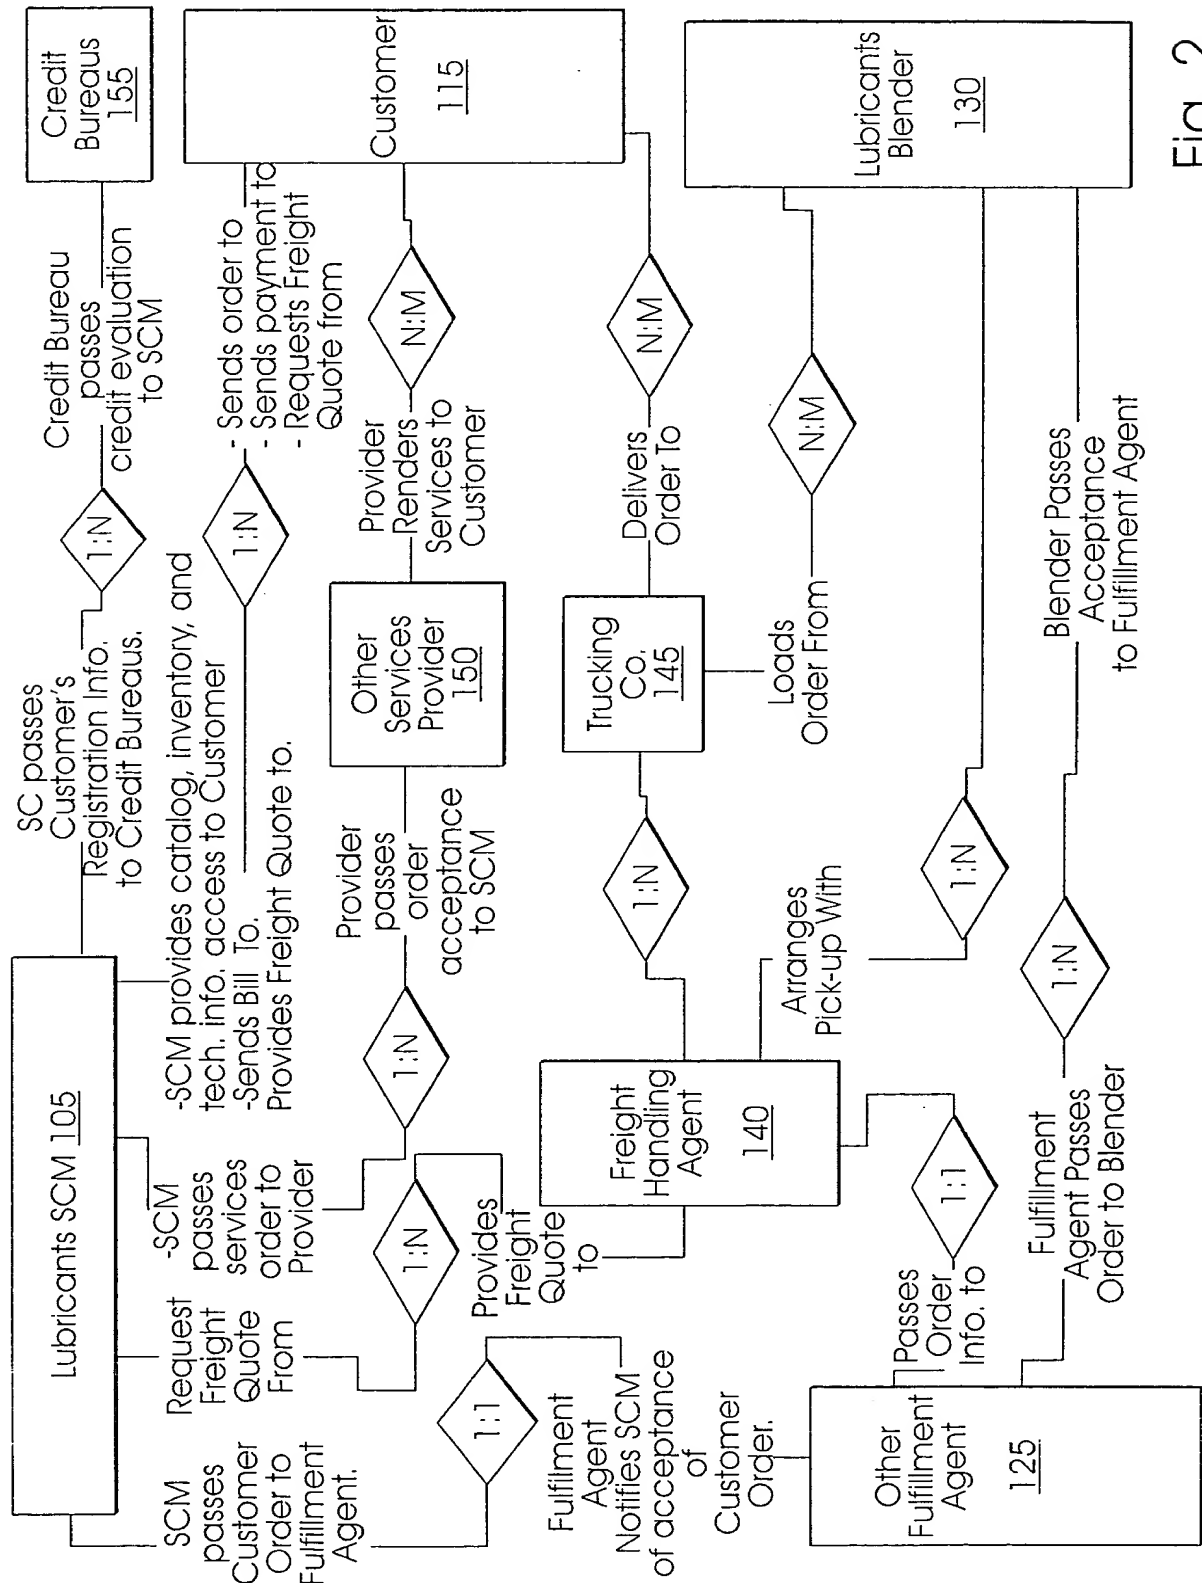 Lubricants SCM 105
SC passes
Customer's
Registration Info.
to Credit Bureaus.
1:N
Credit Bureau
passes
credit evaluation
to SCM
Credit
Bureaus
155
-SCM provides catalog, inventory, and
tech. info. access to Customer
-Sends Bill To.
Provides Freight Quote to.
1:N
- Sends order to
- Sends payment to
- Requests Freight
Quote from
Customer
115
-SCM
passes
services
order to
Provider
1:N
Provider
passes
order
acceptance
to SCM
Other
Services
Provider
150
Provider
Renders
Services to
Customer
N:M
Request
Freight
Quote
From
1:N
Provides
Freight
Quote
to
Freight
Handling
Agent
140
1:N
Trucking
Co.
145
Delivers
Order To
N:M
Loads
Order From
N:M
Lubricants
Blender
130
Arranges
Pick-up With
1:N
SCM
passes
Customer
Order to
Fulfillment
Agent.
1:1
Fulfilment
Agent
Notifies SCM
of acceptance
of
Customer
Order.
Other
Fulfillment
Agent
125
Passes
Order
Info. to
1:1
Fulfillment
Agent Passes
Order to Blender
1:N
Blender Passes
Acceptance
to Fulfillment Agent
Fig. 2